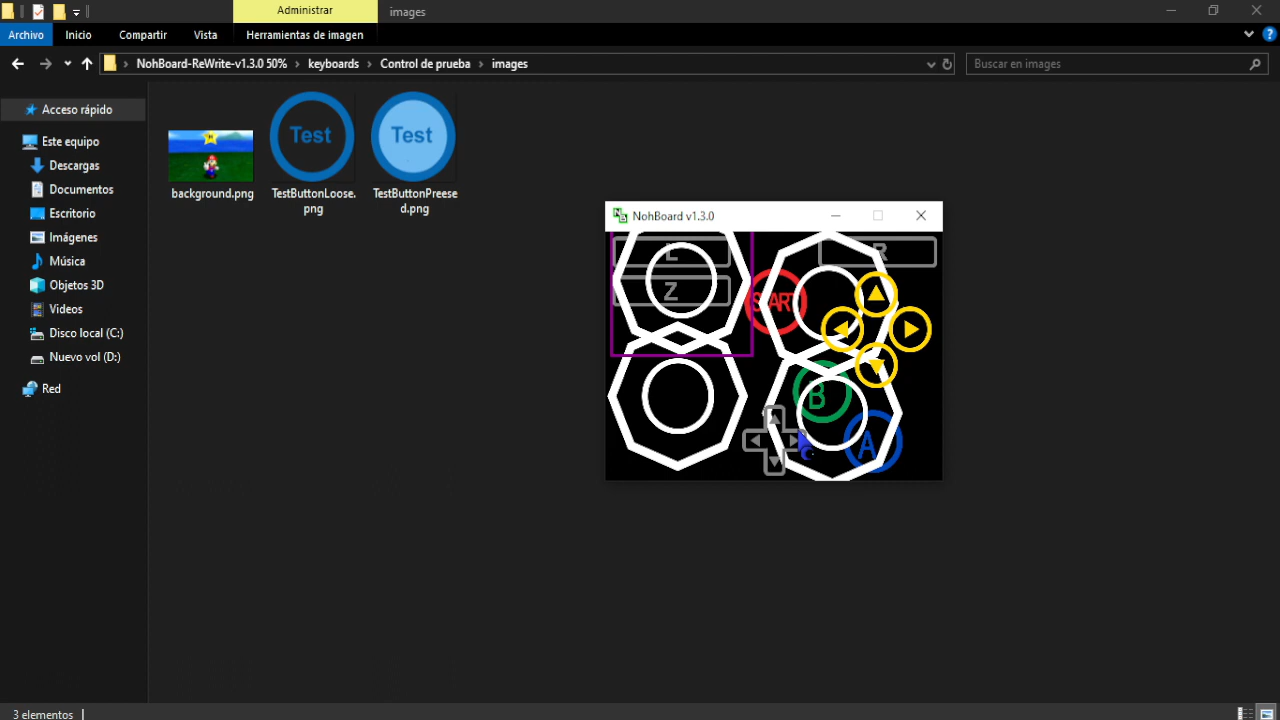 Administrar
images
Archivo
Inicio
Compartir
Vista
Herramientas de imagen
NohBoard-ReWrite-v1.3.0 50%
keyboards
Control de prueba
images
Buscar en images
Acceso rápido
Este equipo
Descargas
Documentos
Escritorio
Imágenes
Música
Objetos 3D
Videos
Disco local (C:)
Nuevo vol (D:)
Red
Test
Test
background.png
TestButtonLoose.
png
TestButtonPreese
d.png
NohBoard v1.3.0
L
R
Z
START
B
A
3 elementos